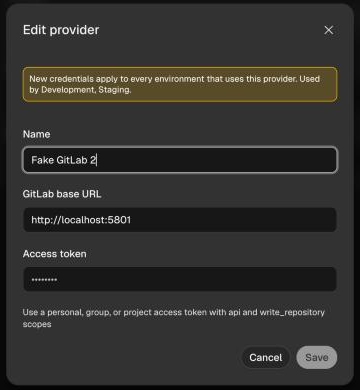 Edit provider
New credentials apply to every environment that uses this provider. Used
by Development, Staging.
Name
Fake GitLab 2
GitLab base URL
http://localhost:5801
Access token
••••••••
Use a personal, group, or project access token with api and write_repository
scopes
Cancel
Save